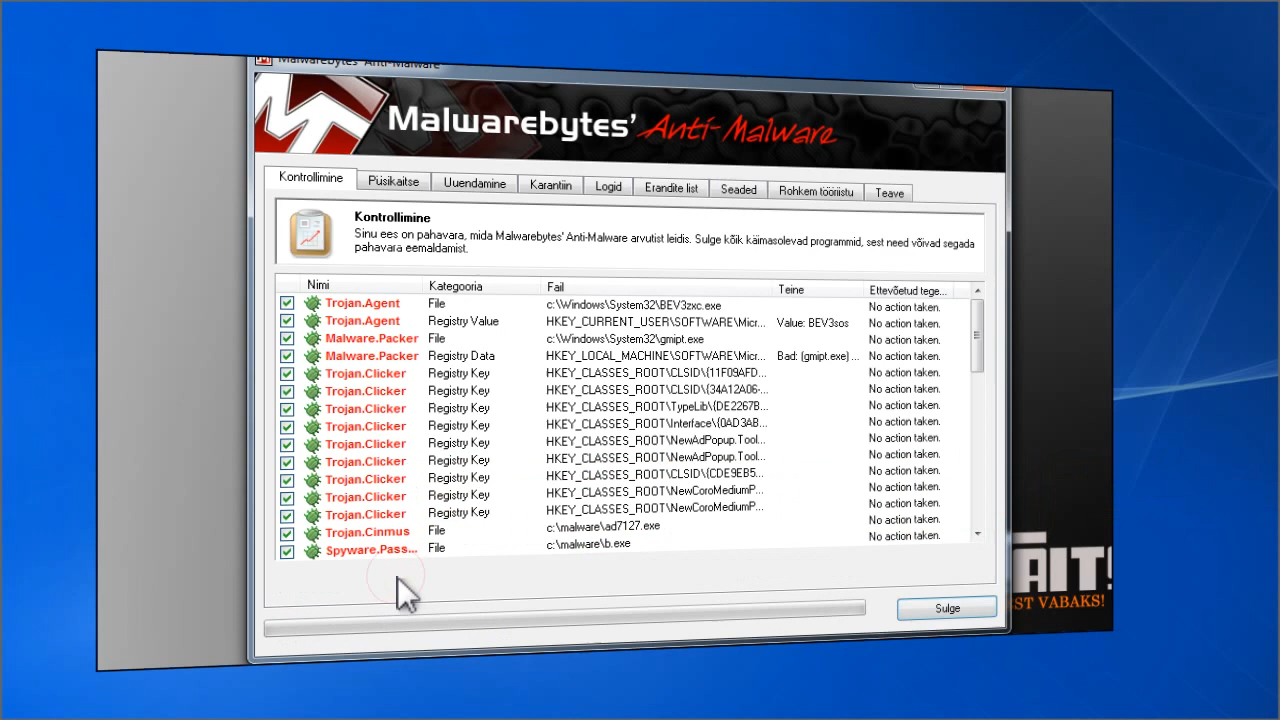 Malwarebytes' Anti-Malware
Malwarebytes' Anti-Malware
Kontrollimine Püsikaitse Uuendamine Karantiin Logid Erandite list Seaded Rohkem tööriistu Teave
Kontrollimine
Sinu ees on pahavara, mida Malwarebytes' Anti-Malware arvutist leidis. Sulge kõik käimasolevad programmid, sest need võivad segada
pahavara eemaldamist.
Nimi Kategooria Fail Teine Ettevõetud tege...
Trojan.Agent File c:\Windows\System32\BEV3zxc.exe No action taken.
Trojan.Agent Registry Value HKEY_CURRENT_USER\SOFTWARE\Micr... Value: BEV3sos No action taken.
Malware.Packer File c:\Windows\System32\gmipt.exe No action taken.
Malware.Packer Registry Data HKEY_LOCAL_MACHINE\SOFTWARE\Micr... Bad: (gmipt.exe) ... No action taken.
Trojan.Clicker Registry Key HKEY_CLASSES_ROOT\CLSID\{11F09AFD... No action taken.
Trojan.Clicker Registry Key HKEY_CLASSES_ROOT\CLSID\{34A12A06-... No action taken.
Trojan.Clicker Registry Key HKEY_CLASSES_ROOT\TypeLib\{DE2267B... No action taken.
Trojan.Clicker Registry Key HKEY_CLASSES_ROOT\Interface\{0AD3AB... No action taken.
Trojan.Clicker Registry Key HKEY_CLASSES_ROOT\NewAdPopup.Tool... No action taken.
Trojan.Clicker Registry Key HKEY_CLASSES_ROOT\NewAdPopup.Tool... No action taken.
Trojan.Clicker Registry Key HKEY_CLASSES_ROOT\CLSID\{CDE9EB5... No action taken.
Trojan.Clicker Registry Key HKEY_CLASSES_ROOT\NewCoroMediumP... No action taken.
Trojan.Clicker Registry Key HKEY_CLASSES_ROOT\NewCoroMediumP... No action taken.
Trojan.Cinmus File c:\malware\ad7127.exe No action taken.
Spyware.Pass... File c:\malware\b.exe
VABAKS!
Sulge